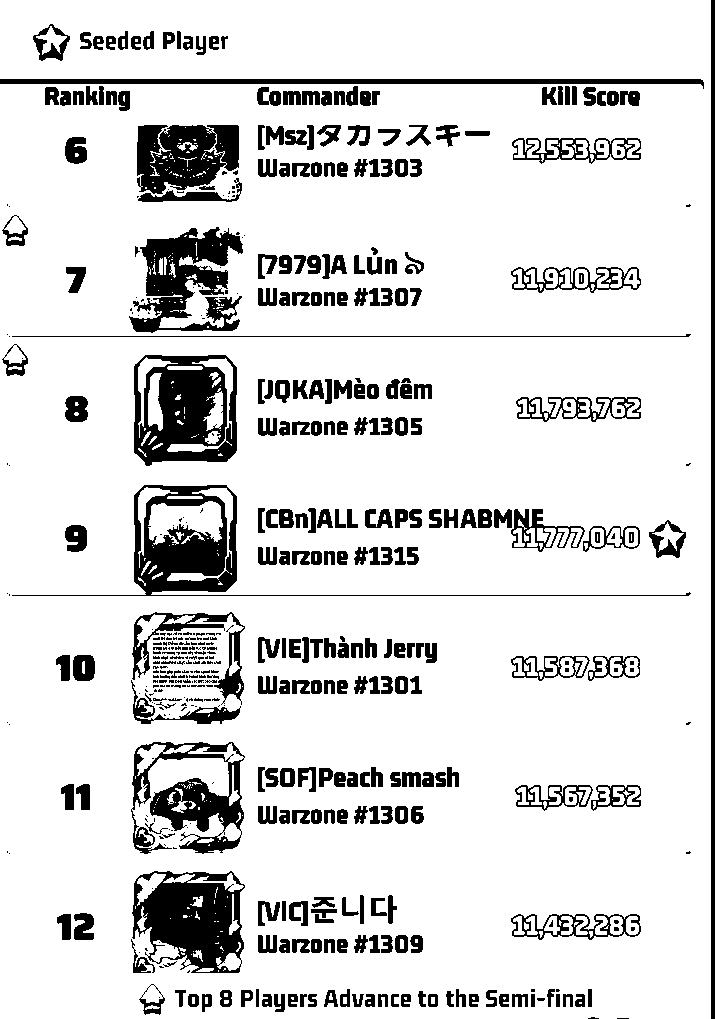 Seeded Player
Ranking Commander Kill Score
6 [Msz]タカラスキー 12,553,962
Warzone #1303
7 [7979]A Lủn ঌ 11,910,234
Warzone #1307
8 [JQKA]Mèo đêm 11,793,762
Warzone #1305
9 [CBn]ALL CAPS SHABMNE 11,777,040
Warzone #1315
10 [VlE]Thành Jerry 11,587,368
Warzone #1301
11 [SOF]Peach smash 11,567,352
Warzone #1306
12 [VlC]준니다 11,432,286
Warzone #1309
Top 8 Players Advance to the Semi-final